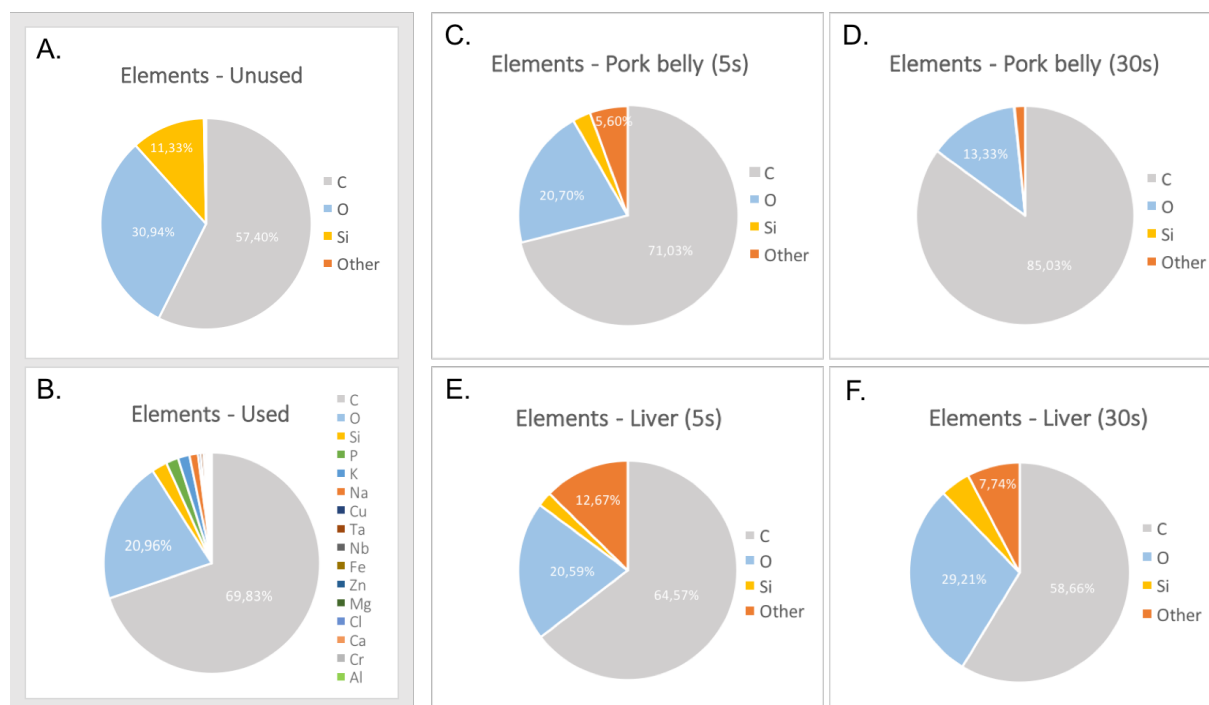 A.
Elements - Unused
11,33%
30,94%
57,40%
C
O
Si
Other
B.
Elements - Used
20,96%
69,83%
C
O
Si
P
K
Na
Cu
Ta
Nb
Fe
Zn
Mg
Cl
Ca
Cr
Al
C.
Elements - Pork belly (5s)
5,60%
20,70%
71,03%
C
O
Si
Other
D.
Elements - Pork belly (30s)
13,33%
85,03%
C
O
Si
Other
E.
Elements - Liver (5s)
12,67%
20,59%
64,57%
C
O
Si
Other
F.
Elements - Liver (30s)
7,74%
29,21%
58,66%
C
O
Si
Other